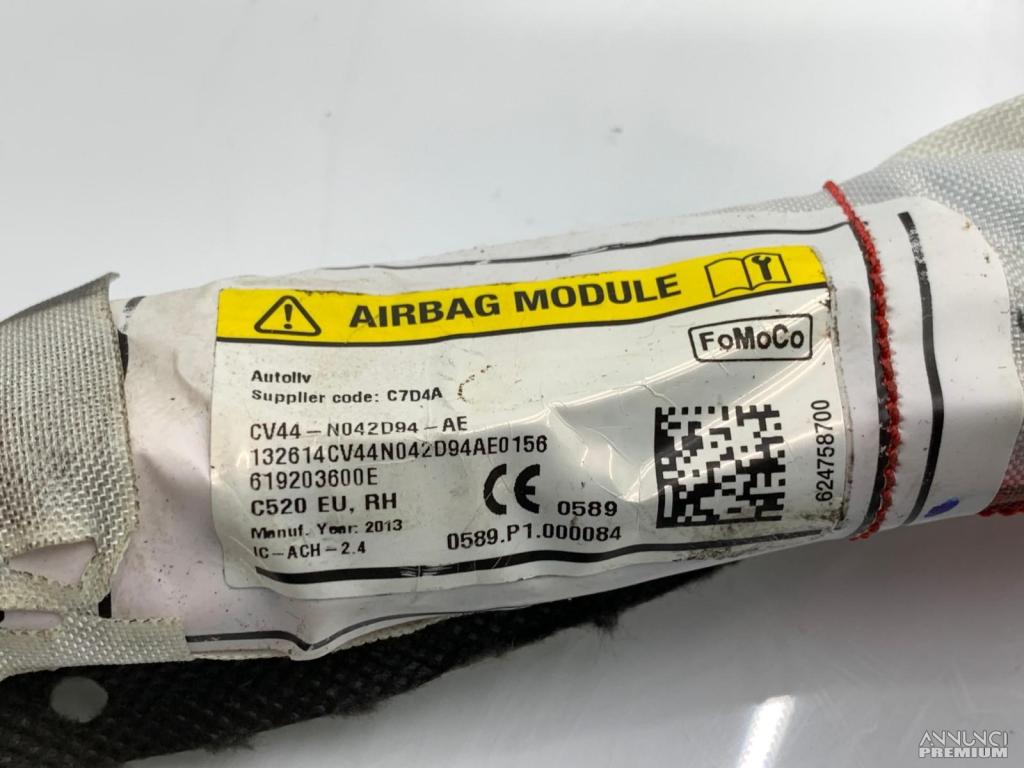 AIRBAG MODULE
FoMoCo
Autoliv
Supplier code: C7D4A
CV44-N042D94-AE
132614CV44N042D94AE0156
619203600E
C520 EU, RH
Manuf. Year: 2013
IC-ACH-2.4
CE 0589
0589.P1.000084
624758700
ANNUNCI
PREMIUM